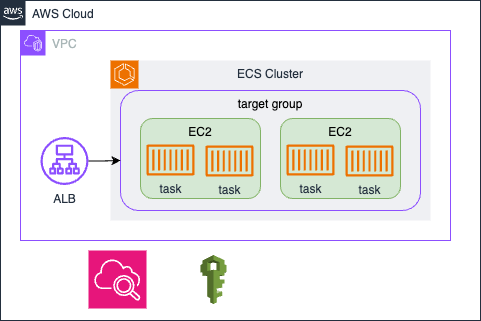 aws
AWS Cloud
VPC
ECS Cluster
target group
EC2
EC2
task
task
task
task
ALB